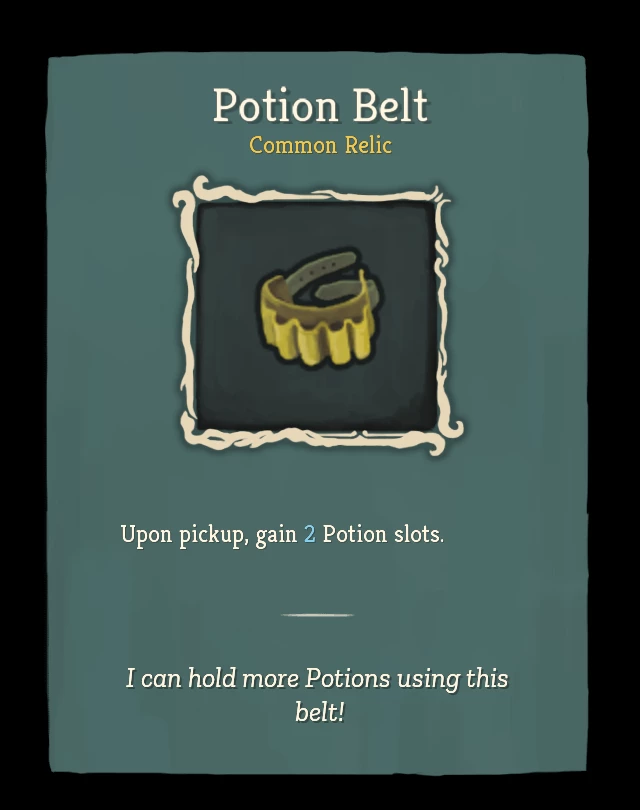 Potion Belt
Common Relic
Upon pickup, gain 2 Potion slots.
I can hold more Potions using this
belt!